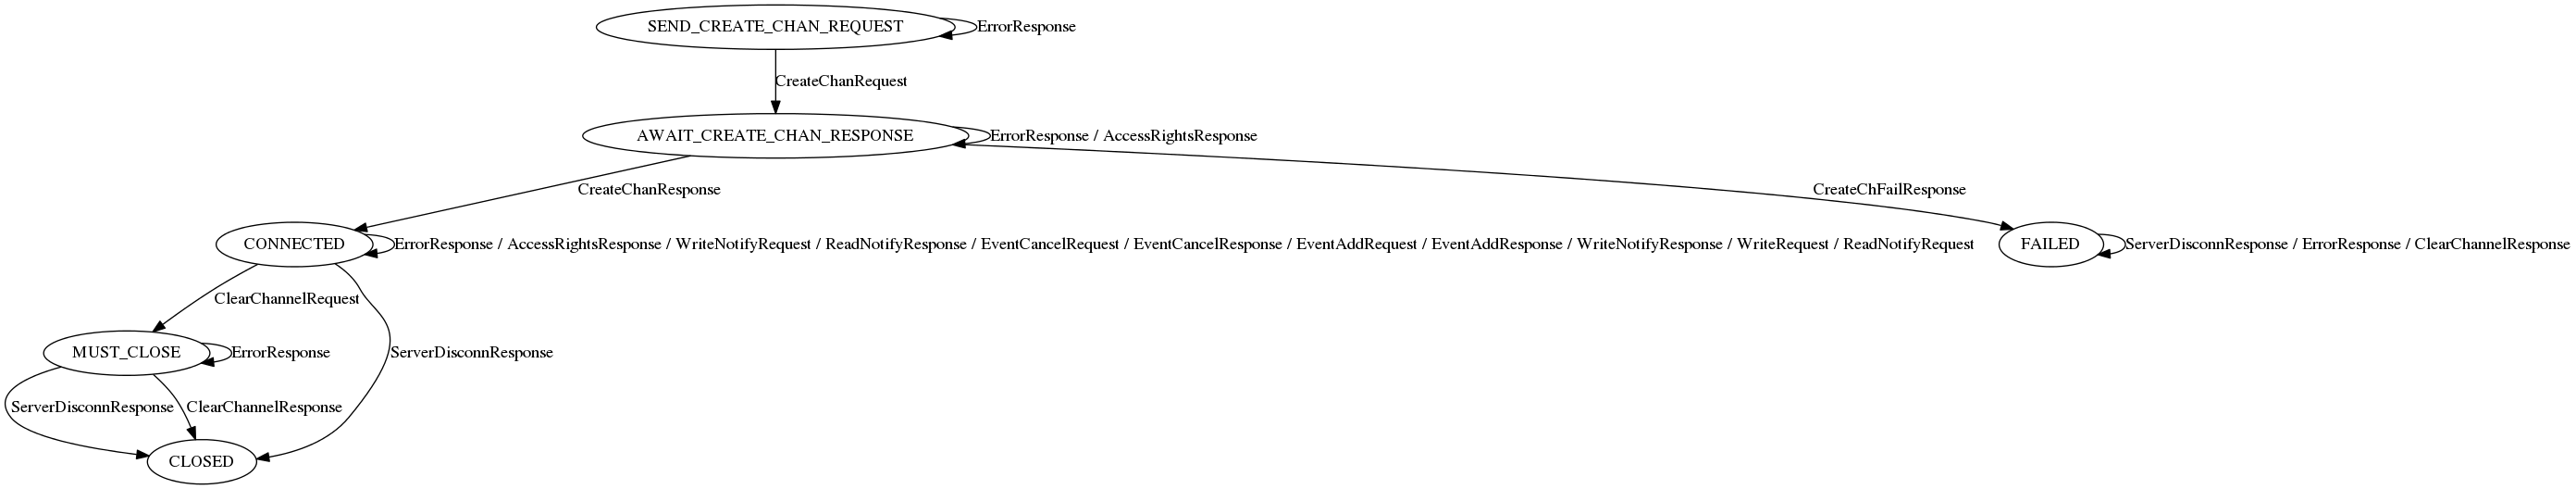 SEND_CREATE_CHAN_REQUEST
ErrorResponse
CreateChanRequest
AWAIT_CREATE_CHAN_RESPONSE
ErrorResponse / AccessRightsResponse
CreateChanResponse
CreateChFailResponse
CONNECTED
ErrorResponse / AccessRightsResponse / WriteNotifyRequest / ReadNotifyResponse / EventCancelRequest / EventCancelResponse / EventAddRequest / EventAddResponse / WriteNotifyResponse / WriteRequest / ReadNotifyRequest
FAILED
ServerDisconnResponse / ErrorResponse / ClearChannelResponse
ClearChannelRequest
MUST_CLOSE
ErrorResponse
ServerDisconnResponse
ServerDisconnResponse
ClearChannelResponse
CLOSED